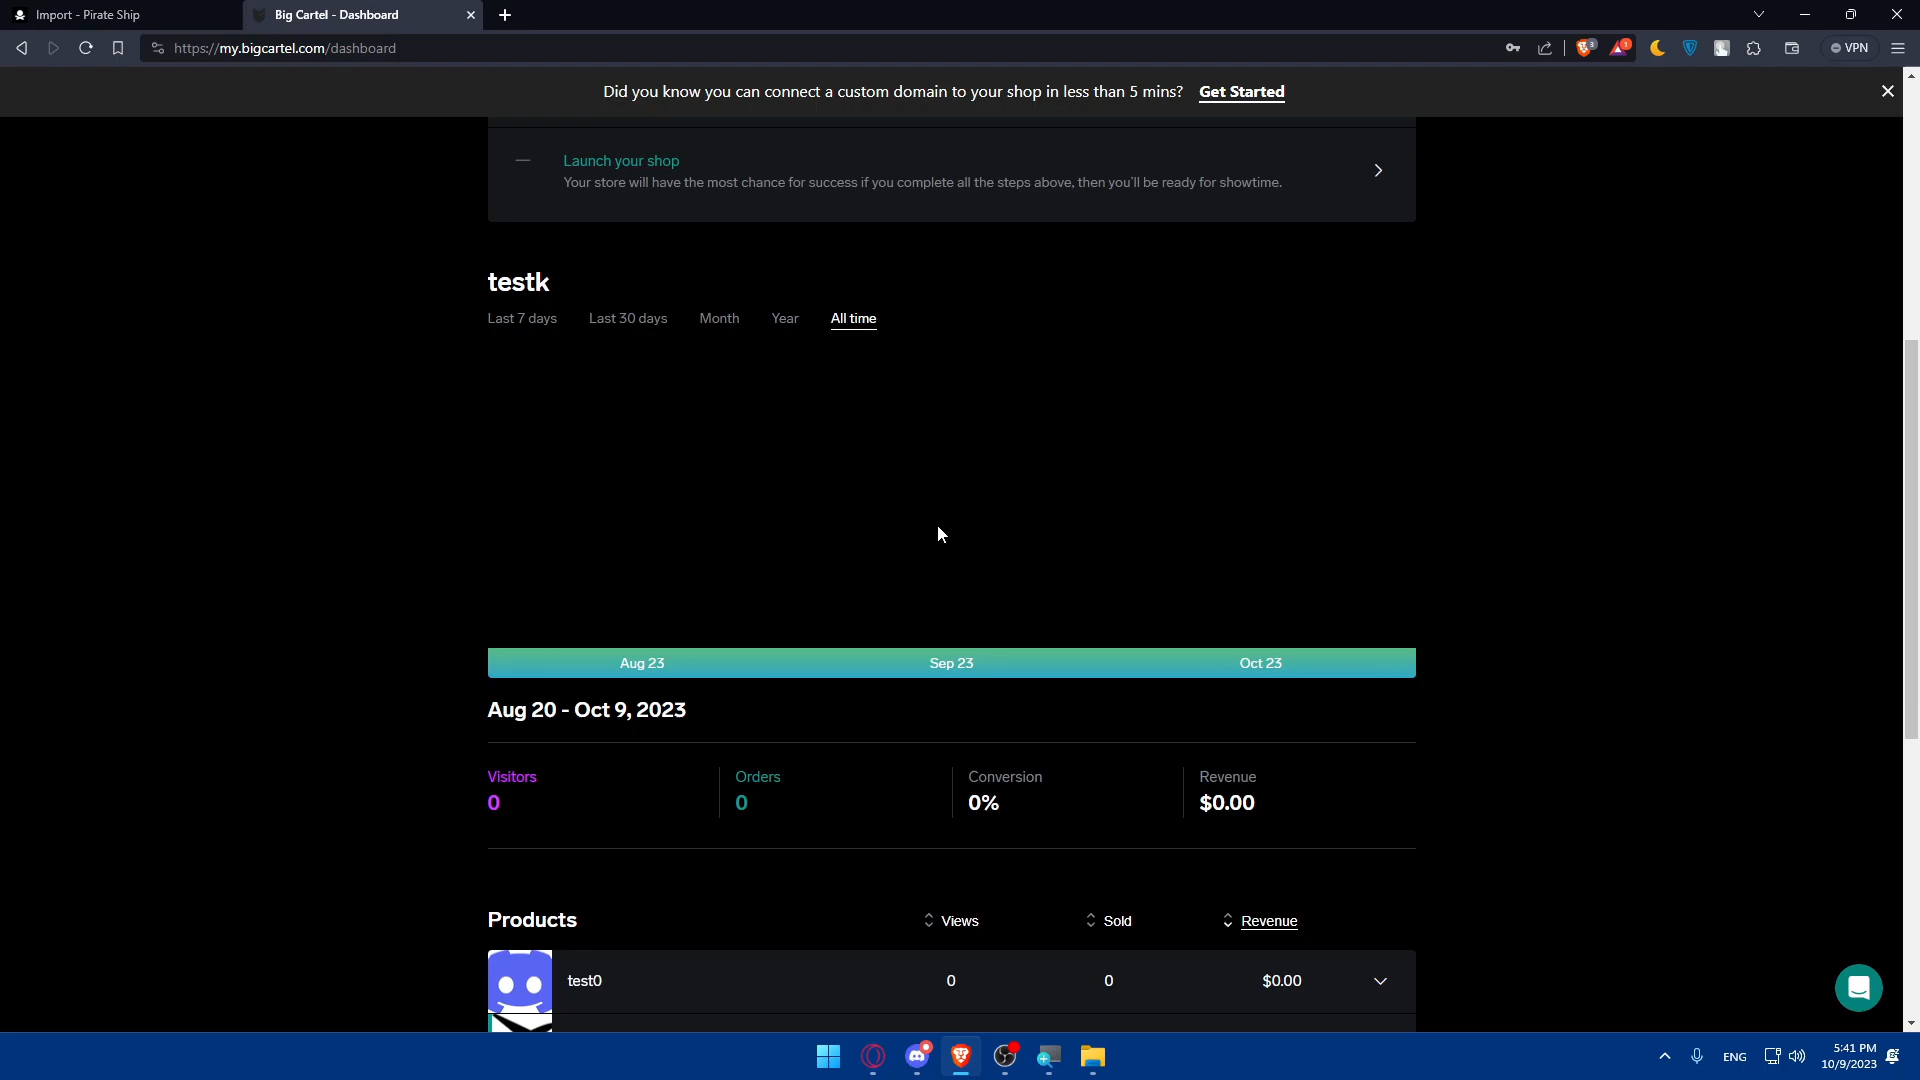 Import - Pirate Ship
Big Cartel - Dashboard
https://my.bigcartel.com/dashboard
3
1
VPN
Did you know you can connect a custom domain to your shop in less than 5 mins? Get Started
Launch your shop
Your store will have the most chance for success if you complete all the steps above, then you'll be ready for showtime.
testk
Last 7 days Last 30 days Month Year All time
Aug 23 Sep 23 Oct 23
Aug 20 - Oct 9, 2023
Visitors Orders Conversion Revenue
0 0 0% $0.00
Products Views Sold Revenue
test0 0 0 $0.00
ENG
5:41 PM
10/9/2023